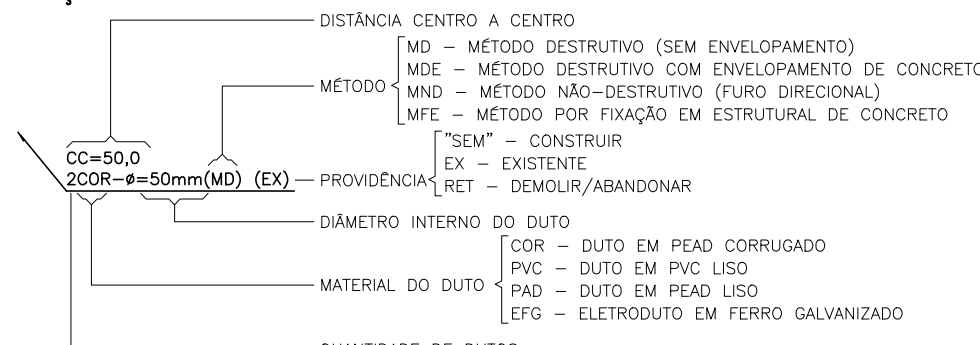 DISTÂNCIA CENTRO A CENTRO
MD – MÉTODO DESTRUTIVO (SEM ENVELOPAMENTO)
MDE – MÉTODO DESTRUTIVO COM ENVELOPAMENTO DE CONCRETO
MÉTODO
MND – MÉTODO NÃO-DESTRUTIVO (FURO DIRECIONAL)
MFE – MÉTODO POR FIXAÇÃO EM ESTRUTURAL DE CONCRETO
"SEM" – CONSTRUIR
CC=50,0
EX – EXISTENTE
2COR-ø=50mm(MD) (EX)
PROVIDÊNCIA
RET – DEMOLIR/ABANDONAR
DIÂMETRO INTERNO DO DUTO
COR – DUTO EM PEAD CORRUGADO
PVC – DUTO EM PVC LISO
MATERIAL DO DUTO
PAD – DUTO EM PEAD LISO
EFG – ELETRODUTO EM FERRO GALVANIZADO